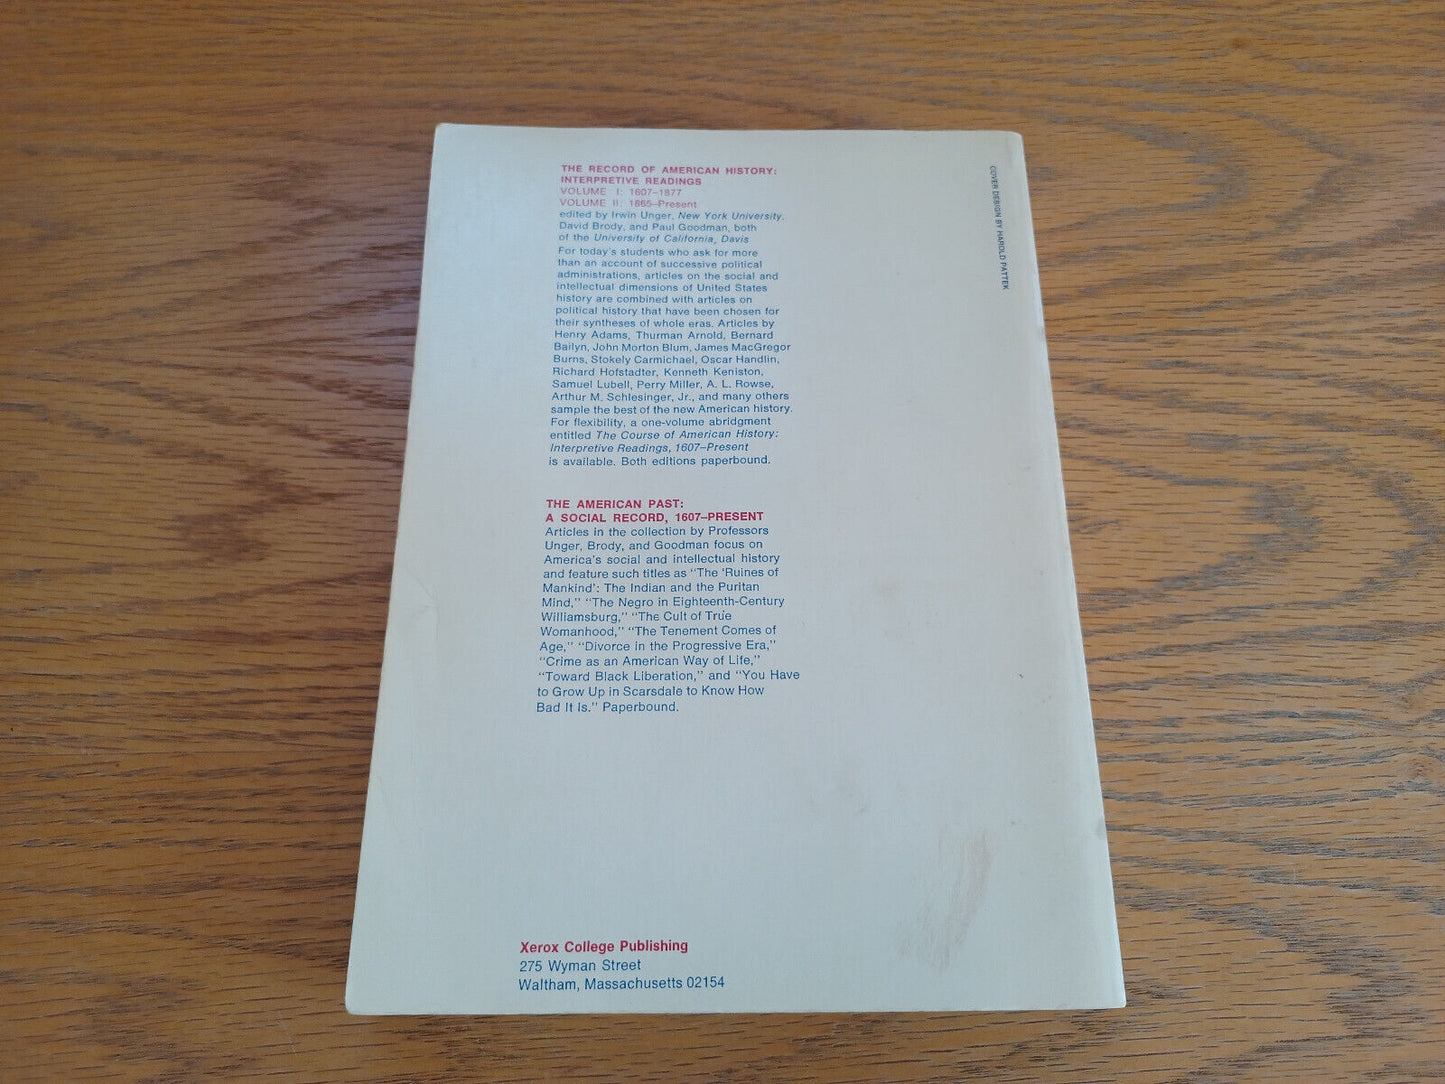 THE RECORD OF AMERICAN HISTORY:
INTERPRETIVE READINGS
VOLUME I: 1607–1877
VOLUME II: 1865–Present
edited by Irwin Unger, New York University.
David Brody, and Paul Goodman, both
of the University of California, Davis
For today's students who ask for more
than an account of successive political
administrations, articles on the social and
intellectual dimensions of United States
history are combined with articles on
political history that have been chosen for
their syntheses of whole eras. Articles by
Henry Adams, Thurman Arnold, Bernard
Bailyn, John Morton Blum, James MacGregor
Burns, Stokely Carmichael, Oscar Handlin,
Richard Hofstadter, Kenneth Keniston,
Samuel Lubell, Perry Miller, A. L. Rowse,
Arthur M. Schlesinger, Jr., and many others
sample the best of the new American history.
For flexibility, a one-volume abridgment
entitled The Course of American History:
Interpretive Readings, 1607–Present
is available. Both editions paperbound.
THE AMERICAN PAST:
A SOCIAL RECORD, 1607–PRESENT
Articles in the collection by Professors
Unger, Brody, and Goodman focus on
America's social and intellectual history
and feature such titles as "The 'Ruines of
Mankind': The Indian and the Puritan
Mind," "The Negro in Eighteenth-Century
Williamsburg," "The Cult of True
Womanhood," "The Tenement Comes of
Age," "Divorce in the Progressive Era,"
"Crime as an American Way of Life,"
"Toward Black Liberation," and "You Have
to Grow Up in Scarsdale to Know How
Bad It Is." Paperbound.
Xerox College Publishing
275 Wyman Street
Waltham, Massachusetts 02154
COVER DESIGN BY HAROLD PATTEK